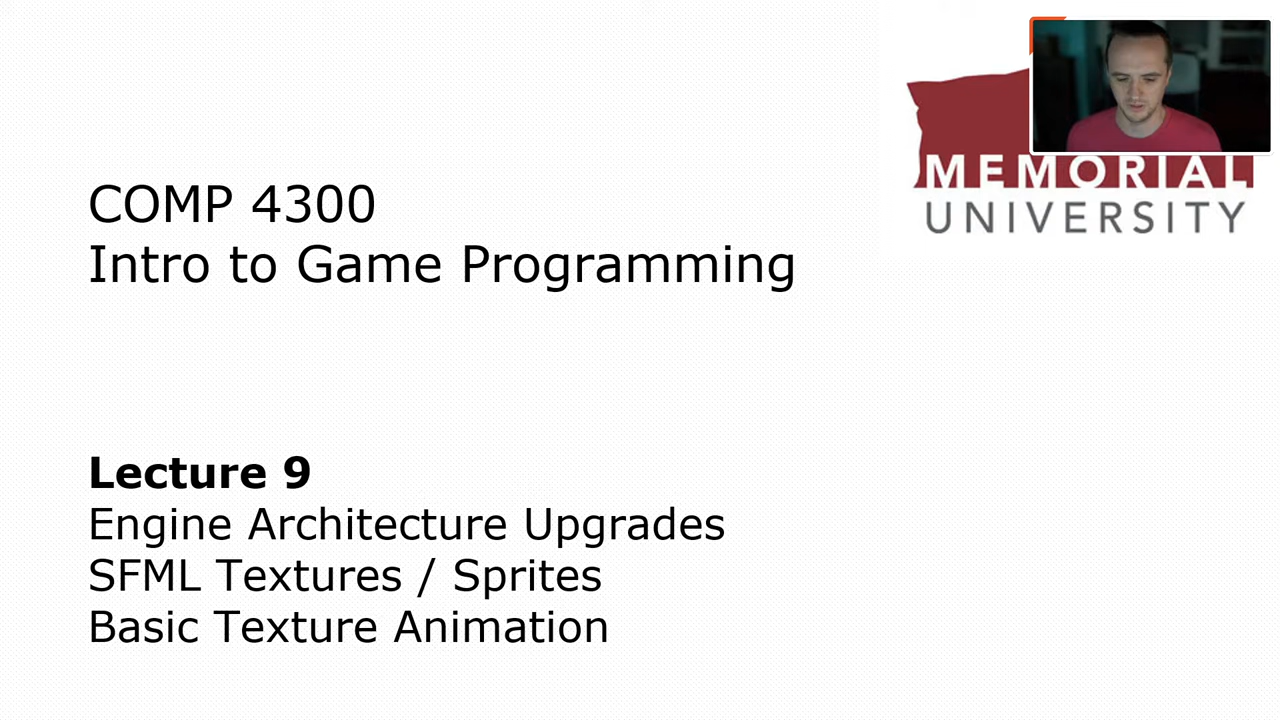 MEMORIAL
UNIVERSITY
COMP 4300
Intro to Game Programming
Lecture 9
Engine Architecture Upgrades
SFML Textures / Sprites
Basic Texture Animation